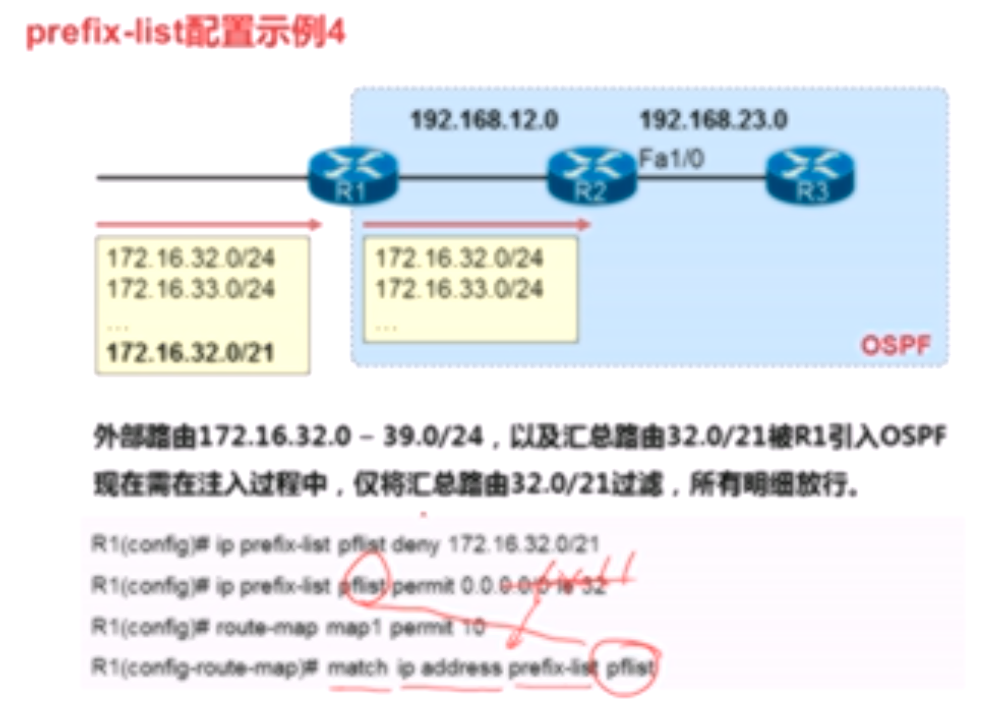 prefix-list配置示例4
192.168.12.0
192.168.23.0
Fa1/0
R1
R2
R3
172.16.32.0/24
172.16.33.0/24
...
172.16.32.0/21
172.16.32.0/24
172.16.33.0/24
...
OSPF
外部路由172.16.32.0 – 39.0/24，以及汇总路由32.0/21被R1引入OSPF
现在需在注入过程中，仅将汇总路由32.0/21过滤，所有明细放行。
R1(config)# ip prefix-list pflist deny 172.16.32.0/21
R1(config)# ip prefix-list pflist permit 0.0.0.0/0 le 32
R1(config)# route-map map1 permit 10
R1(config-route-map)# match ip address prefix-list pflist